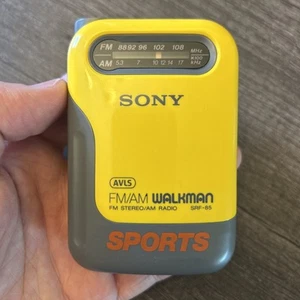 FM 88 92 96 102 108 MHz
AM 53 7 10 12 14 17
SONY
AVLS
FM/AM WALKMAN
FM STEREO/AM RADIO SRF-85
SPORTS